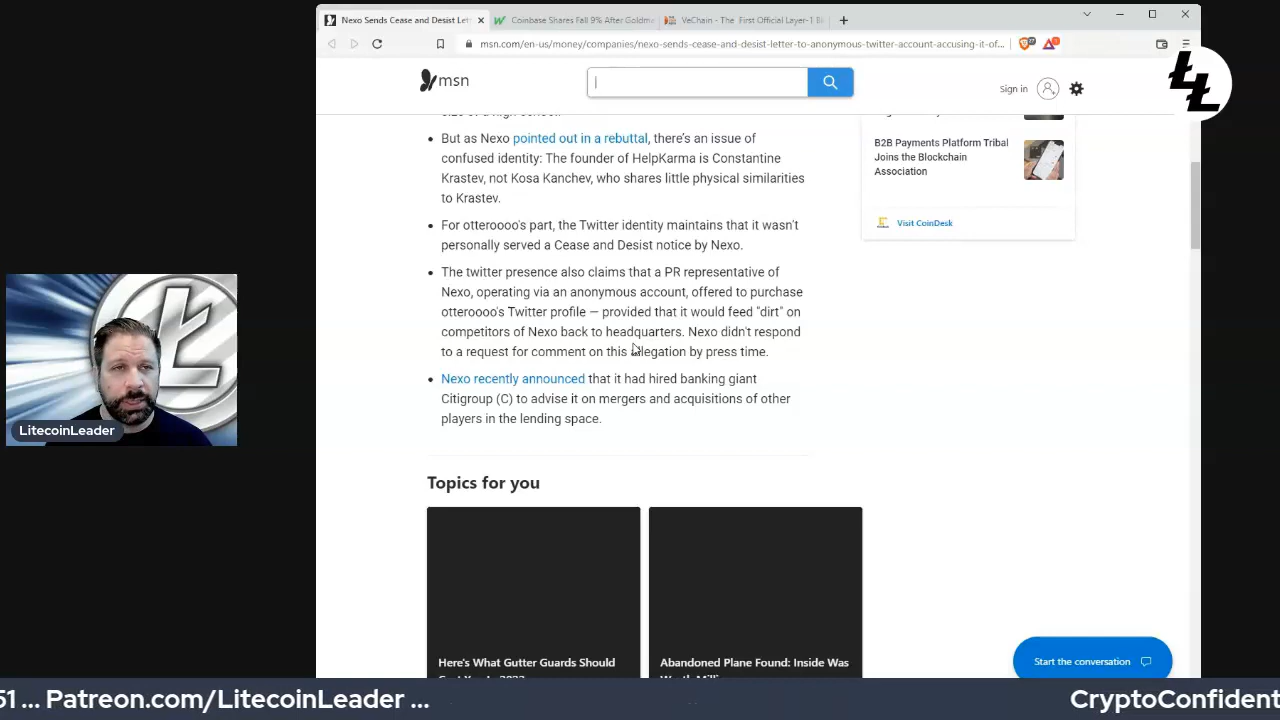 Nexo Sends Cease and Desist Let
Coinbase Shares Fall 9% After Goldm
VeChain - The First Official Layer-1 Bl
msn.com/en-us/money/companies/nexo-sends-cease-and-desist-letter-to-anonymous-twitter-account-accusing-it-of...
msn
Sign in
But as Nexo pointed out in a rebuttal, there's an issue of
confused identity: The founder of HelpKarma is Constantine
Krastev, not Kosa Kanchev, who shares little physical similarities
to Krastev.
For otteroooo's part, the Twitter identity maintains that it wasn't
personally served a Cease and Desist notice by Nexo.
The twitter presence also claims that a PR representative of
Nexo, operating via an anonymous account, offered to purchase
otteroooo's Twitter profile — provided that it would feed "dirt" on
competitors of Nexo back to headquarters. Nexo didn't respond
to a request for comment on this allegation by press time.
Nexo recently announced that it had hired banking giant
Citigroup (C) to advise it on mergers and acquisitions of other
players in the lending space.
B2B Payments Platform Tribal
Joins the Blockchain
Association
Visit CoinDesk
Topics for you
Here's What Gutter Guards Should
Abandoned Plane Found: Inside Was
Start the conversation
LitecoinLeader
51 ... Patreon.com/LitecoinLeader ...
CryptoConfident